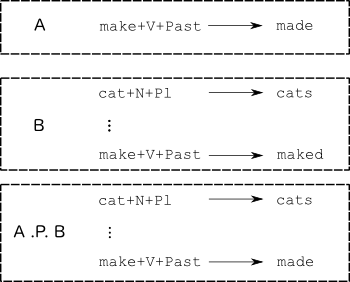 A make+V+Past made
cat+N+Pl cats
B ⋮
make+V+Past maked
cat+N+Pl cats
A .P. B ⋮
make+V+Past made